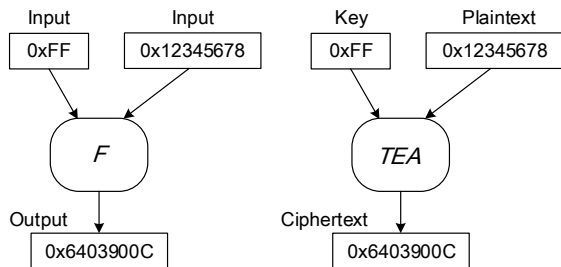 Input Input Key Plaintext
0xFF 0x12345678 0xFF 0x12345678
F TEA
Output Ciphertext
0x6403900C 0x6403900C